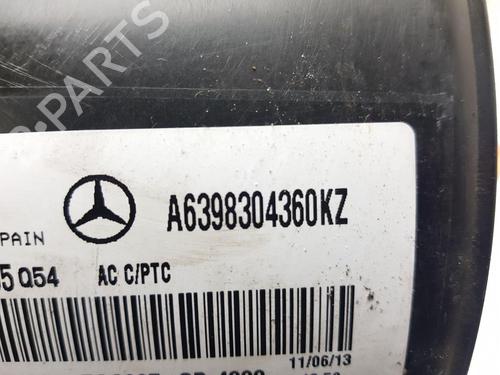 B-PARTS
A6398304360KZ
PAIN
5 Q54 AC C/PTC
11/06/13